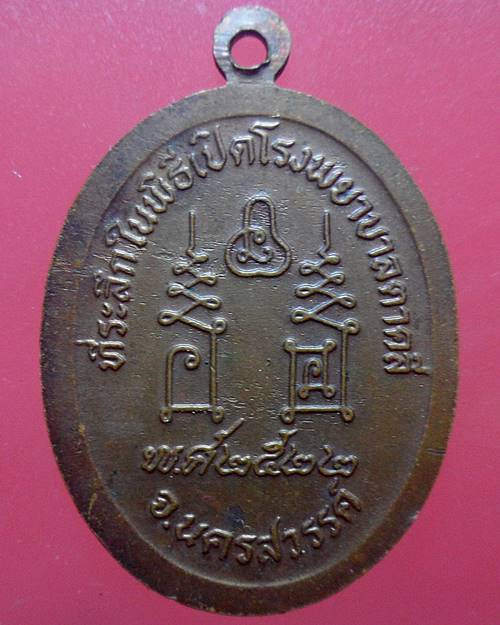 ที่ระลึกในพิธีเปิดโรงพยาบาลตาคลี
พ.ศ. ๒๕๒๒
จ.นครสวรรค์